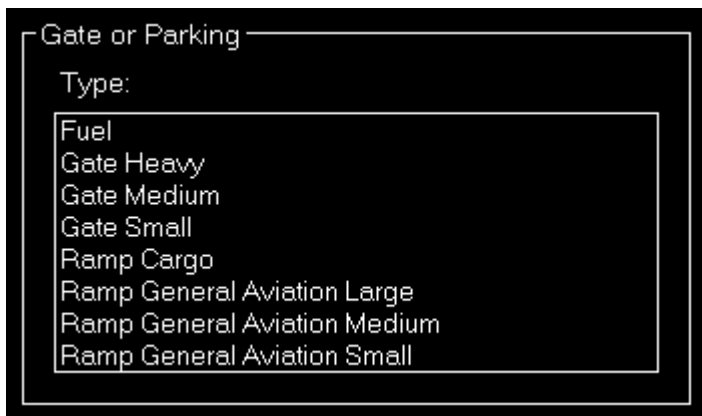 Gate or Parking
Type:
Fuel
Gate Heavy
Gate Medium
Gate Small
Ramp Cargo
Ramp General Aviation Large
Ramp General Aviation Medium
Ramp General Aviation Small